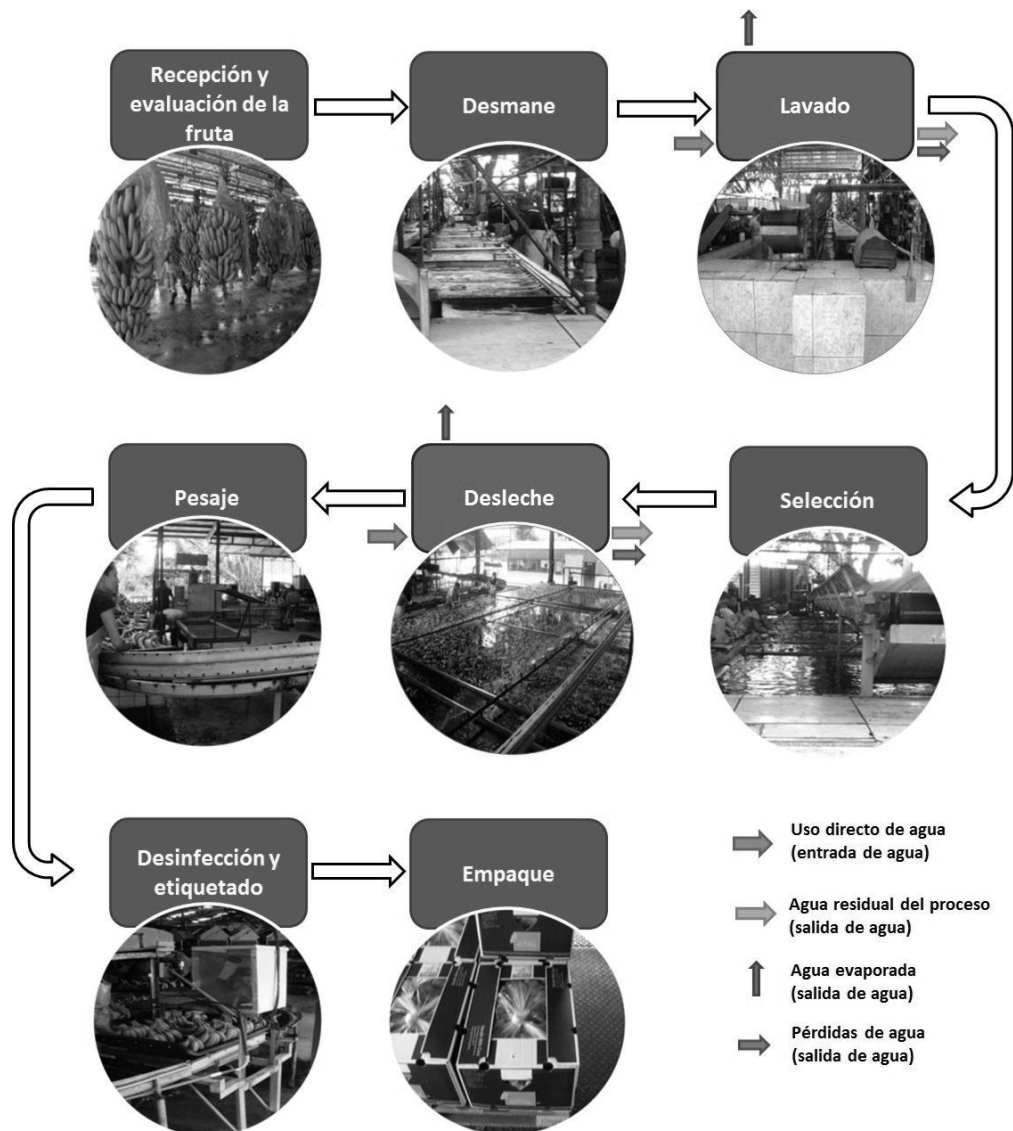 Recepción y
evaluación de la
fruta
Desmane
Lavado
Pesaje
Desleche
Selección
Desinfección y
etiquetado
Empaque
Uso directo de agua
(entrada de agua)
Agua residual del proceso
(salida de agua)
Agua evaporada
(salida de agua)
Pérdidas de agua
(salida de agua)